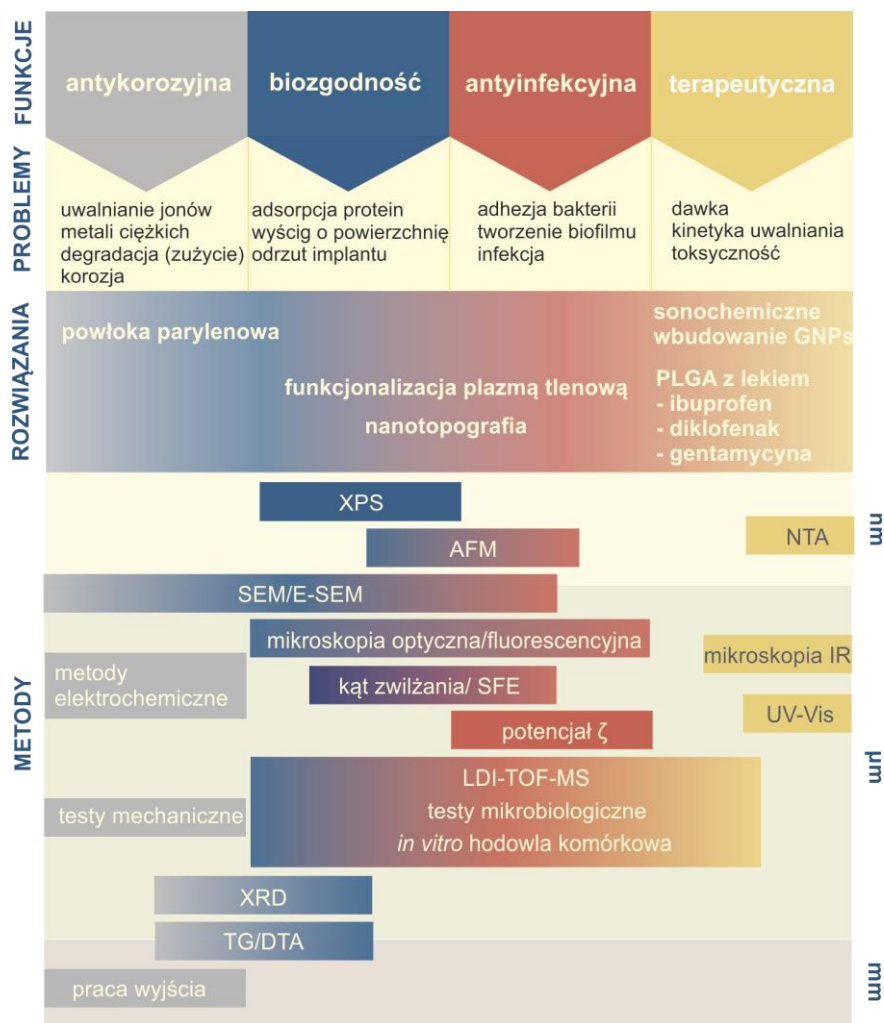 FUNKCJE
antykorozyjna
biozgodność
antyinfekcyjna
terapeutyczna
PROBLEMY
uwalnianie jonów
metali ciężkich
degradacja (zużycie)
korozja
adsorpcja protein
wyścig o powierzchnię
odrzut implantu
adhezja bakterii
tworzenie biofilmu
infekcja
dawka
kinetyka uwalniania
toksyczność
ROZWIĄZANIA
powłoka parylenowa
funkcjonalizacja plazmą tlenową
nanotopografia
sonochemiczne
wbudowanie GNPs
PLGA z lekiem
- ibuprofen
- diklofenak
- gentamycyna
METODY
XPS
AFM
NTA
nm
SEM/E-SEM
mikroskopia optyczna/fluorescencyjna
mikroskopia IR
metody
elektrochemiczne
kąt zwilżania/ SFE
UV-Vis
potencjał ζ
µm
LDI-TOF-MS
testy mikrobiologiczne
in vitro hodowla komórkowa
testy mechaniczne
XRD
TG/DTA
praca wyjścia
mm